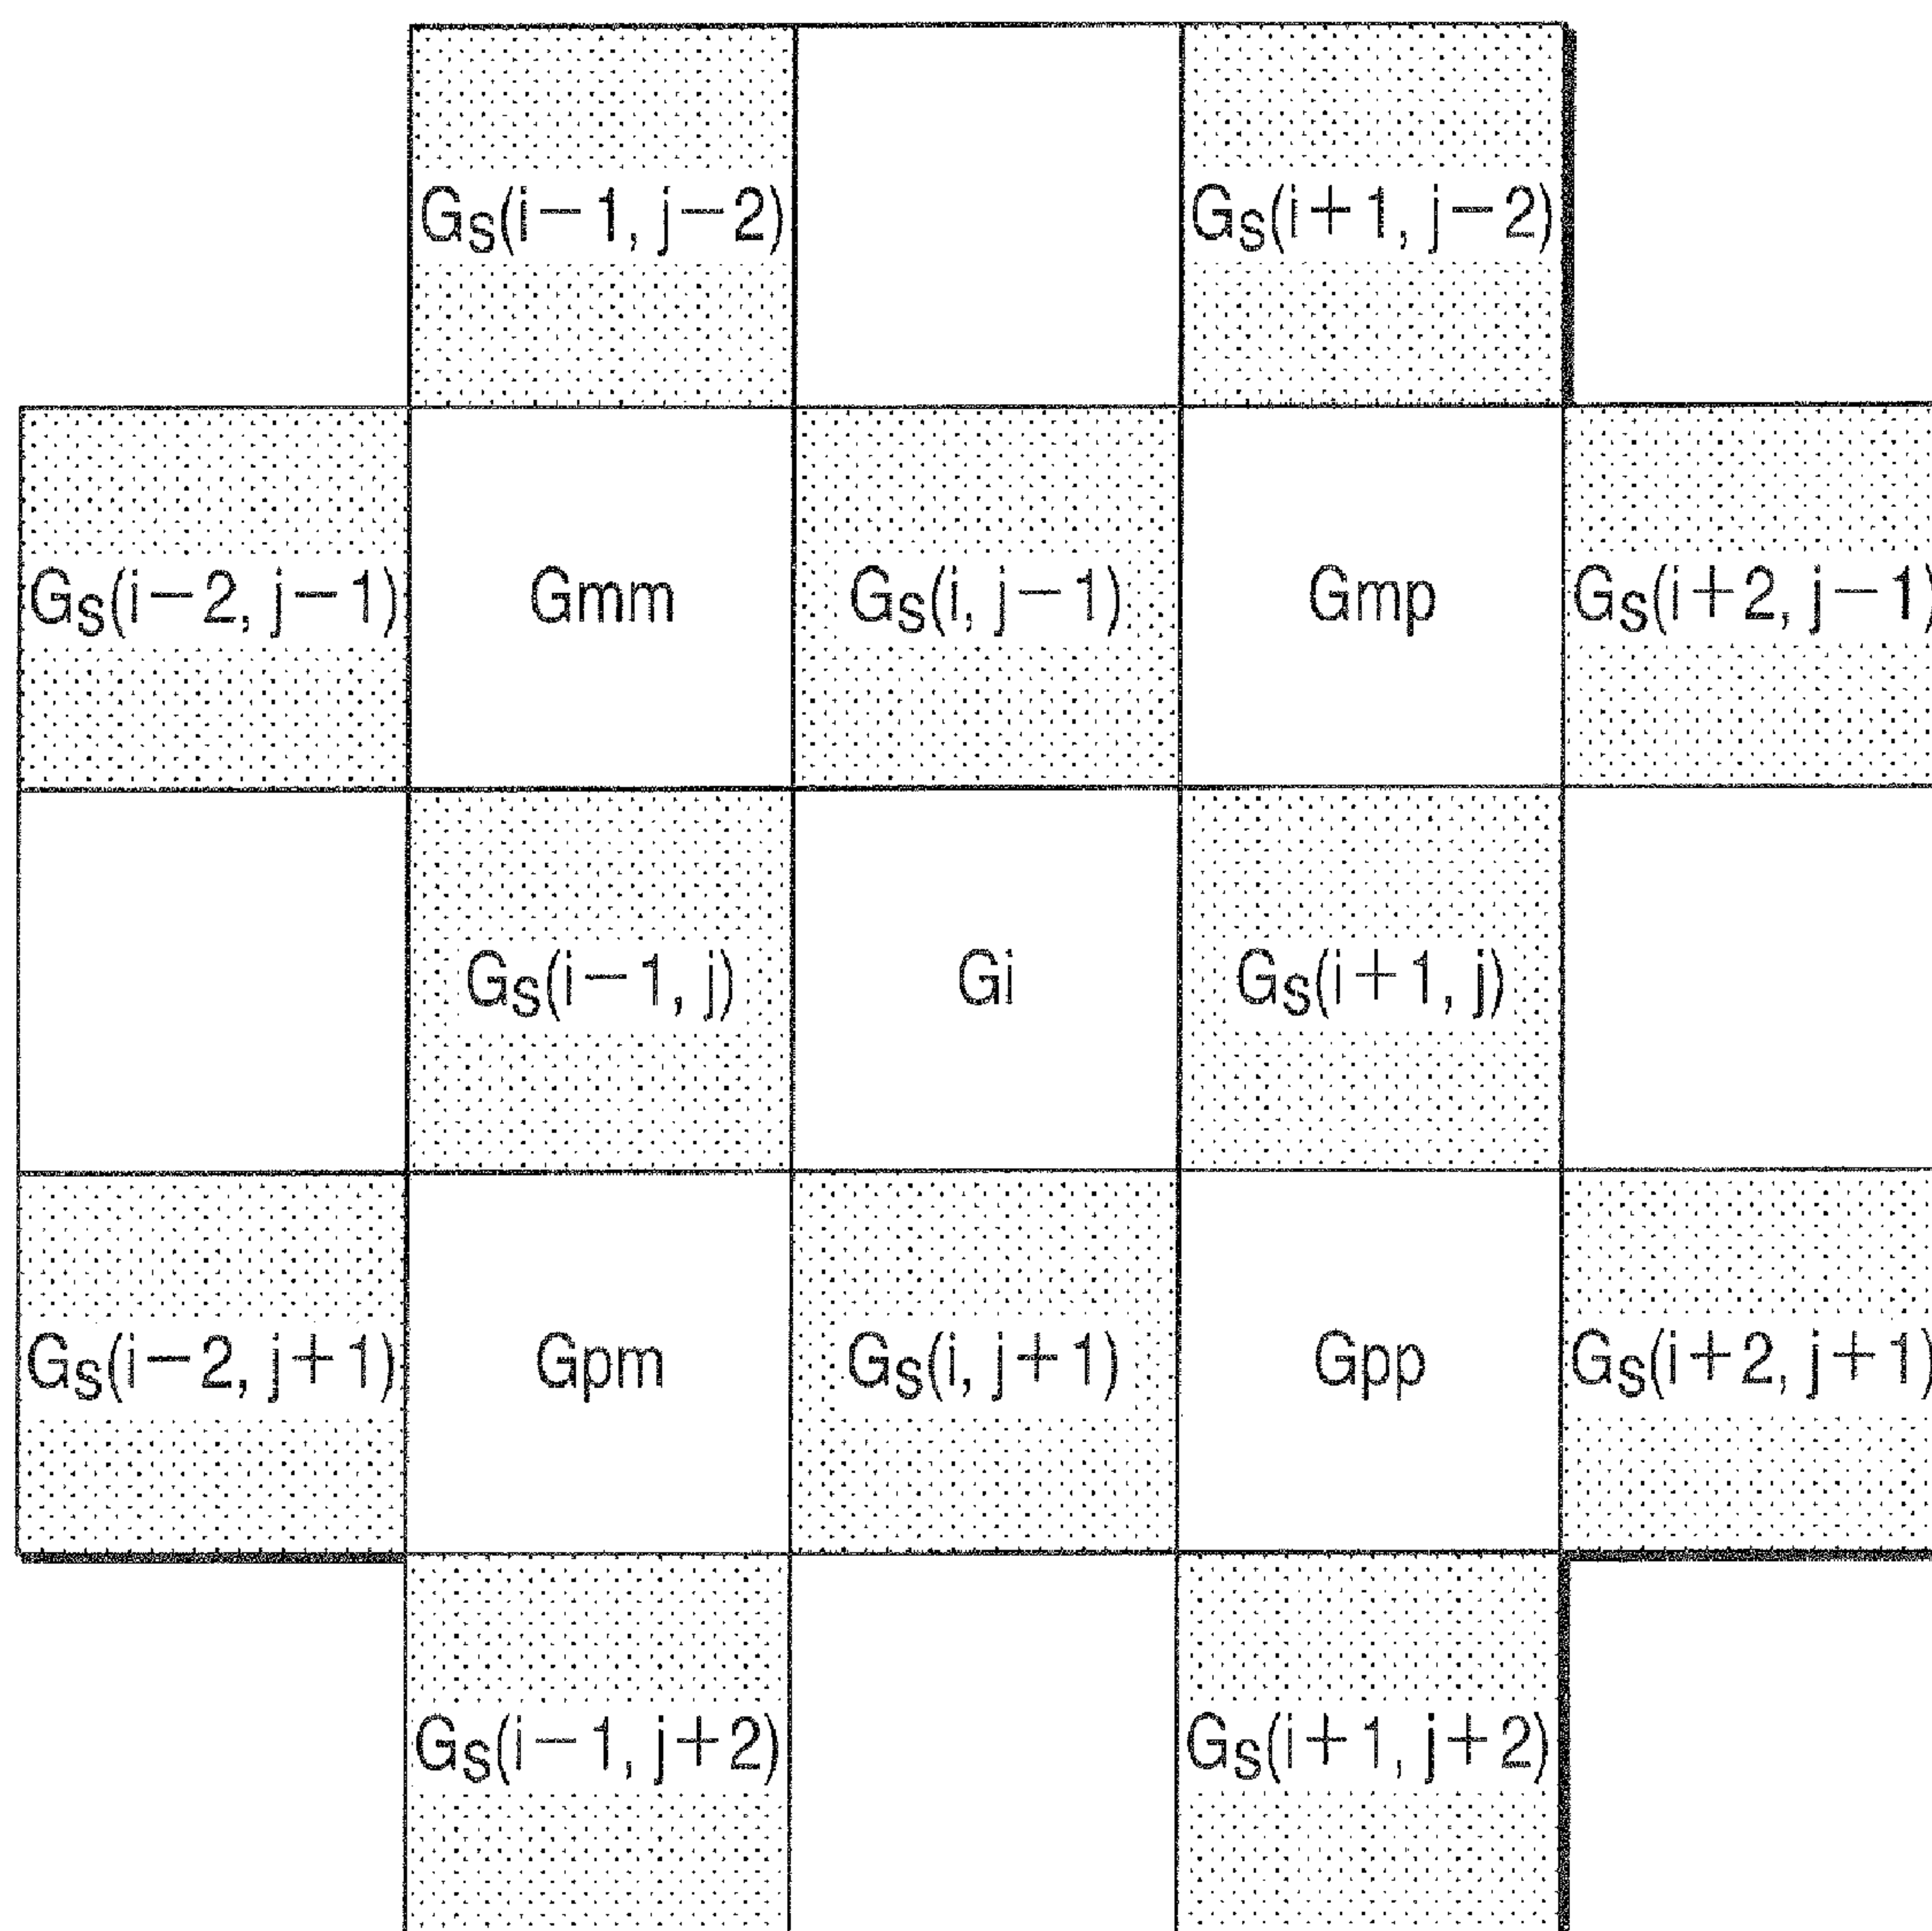 Gs(i−1, j−2) Gs(i+1, j−2)
Gs(i−2, j−1) Gmm Gs(i, j−1) Gmp Gs(i+2, j−1)
Gs(i−1, j) Gi Gs(i+1, j)
Gs(i−2, j+1) Gpm Gs(i, j+1) Gpp Gs(i+2, j+1)
Gs(i−1, j+2) Gs(i+1, j+2)